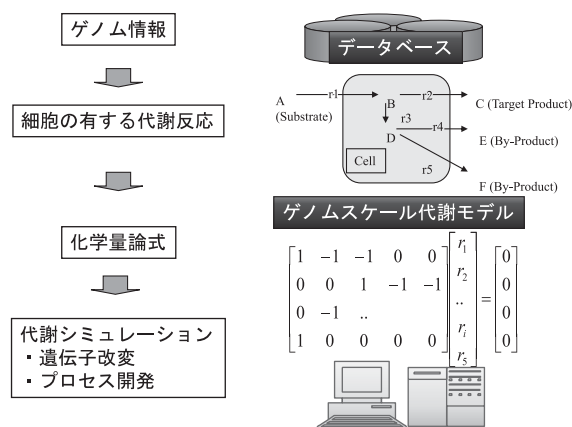 ゲノム情報
細胞の有する代謝反応
化学量論式
代謝シミュレーション
・遺伝子改変
・プロセス開発
データベース
A
(Substrate)
r1
B
r2
C (Target Product)
r3
D
r4
E (By-Product)
Cell
r5
F (By-Product)
ゲノムスケール代謝モデル
1 -1 -1 0 0
0 0 1 -1 -1
0 -1 ..
1 0 0 0 0
r1
r2
..
ri
r5
=
0
0
0
0